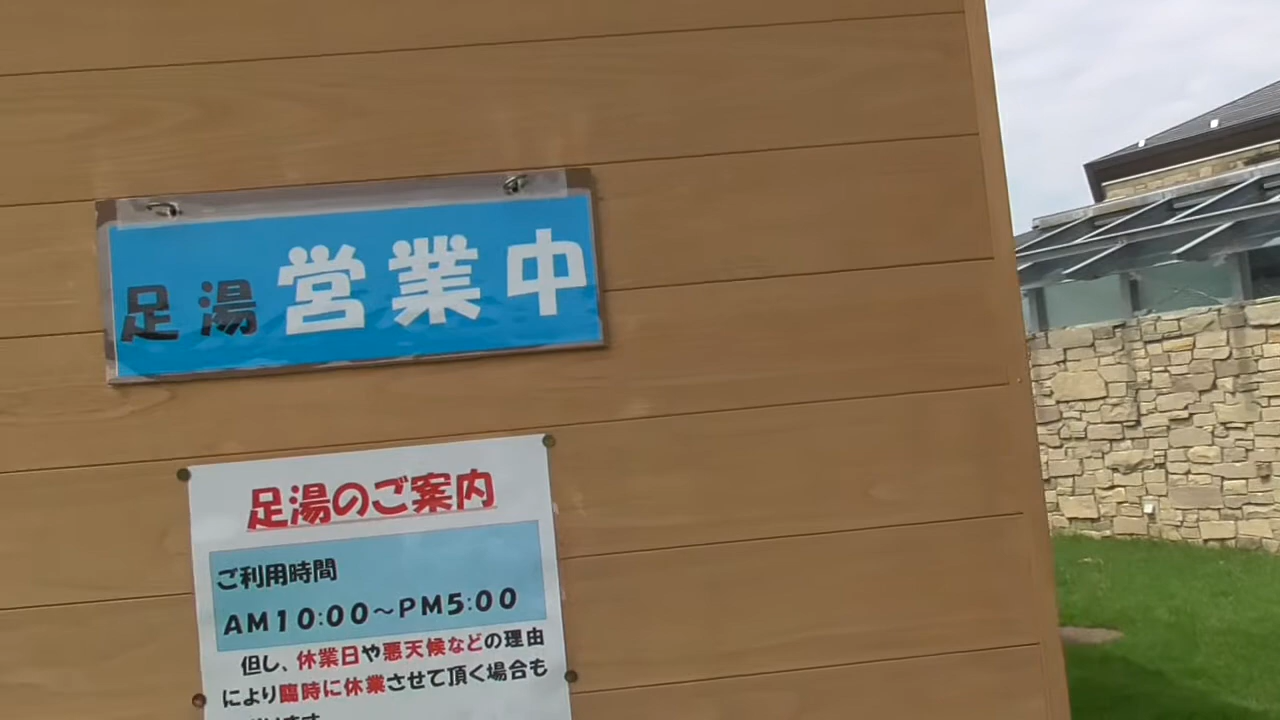 足湯 営業中
足湯のご案内
ご利用時間
AM10:00～PM5:00
但し、休業日や悪天候などの理由
により臨時に休業させて頂く場合も